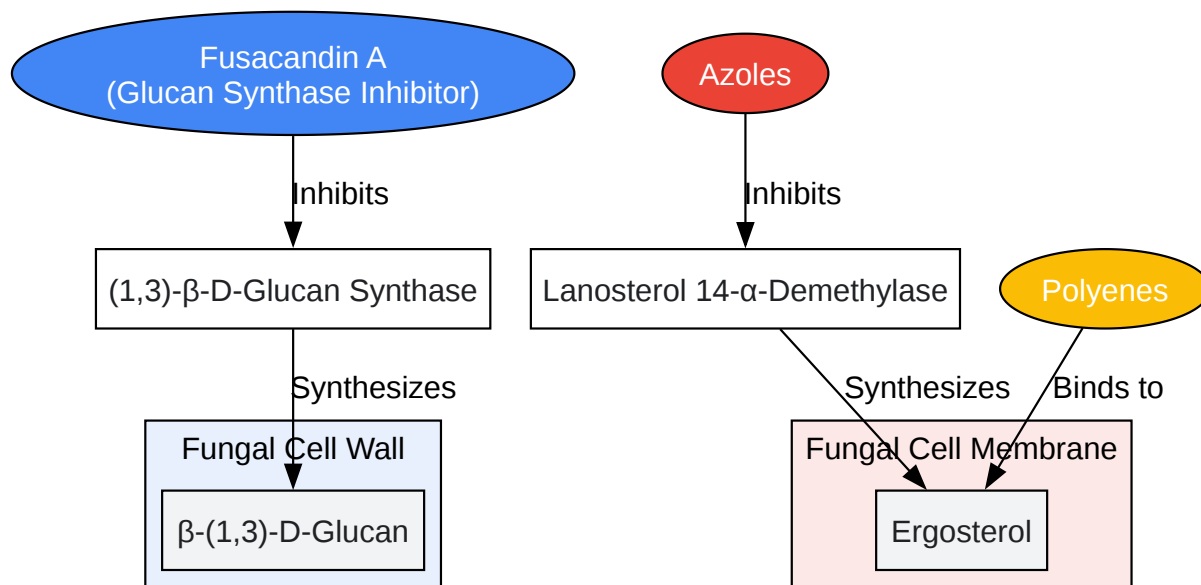 Fusacandin A
(Glucan Synthase Inhibitor)
Azoles
Inhibits
Inhibits
(1,3)-β-D-Glucan Synthase
Lanosterol 14-α-Demethylase
Polyenes
Synthesizes
Synthesizes
Binds to
Fungal Cell Wall
Fungal Cell Membrane
β-(1,3)-D-Glucan
Ergosterol